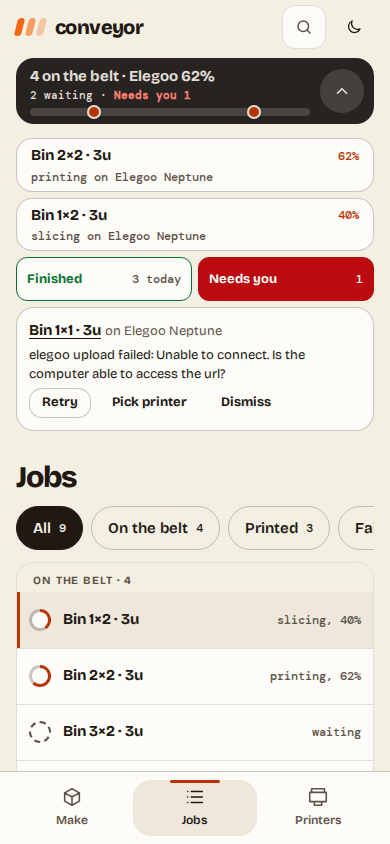 conveyor
4 on the belt · Elegoo 62%
2 waiting · Needs you 1
Bin 2×2 · 3u 62%
printing on Elegoo Neptune
Bin 1×2 · 3u 40%
slicing on Elegoo Neptune
Finished 3 today Needs you 1
Bin 1×1 · 3u on Elegoo Neptune
elegoo upload failed: Unable to connect. Is the
computer able to access the url?
Retry Pick printer Dismiss
Jobs
All 9 On the belt 4 Printed 3 Fa
ON THE BELT · 4
Bin 1×2 · 3u slicing, 40%
Bin 2×2 · 3u printing, 62%
Bin 3×2 · 3u waiting
Make Jobs Printers